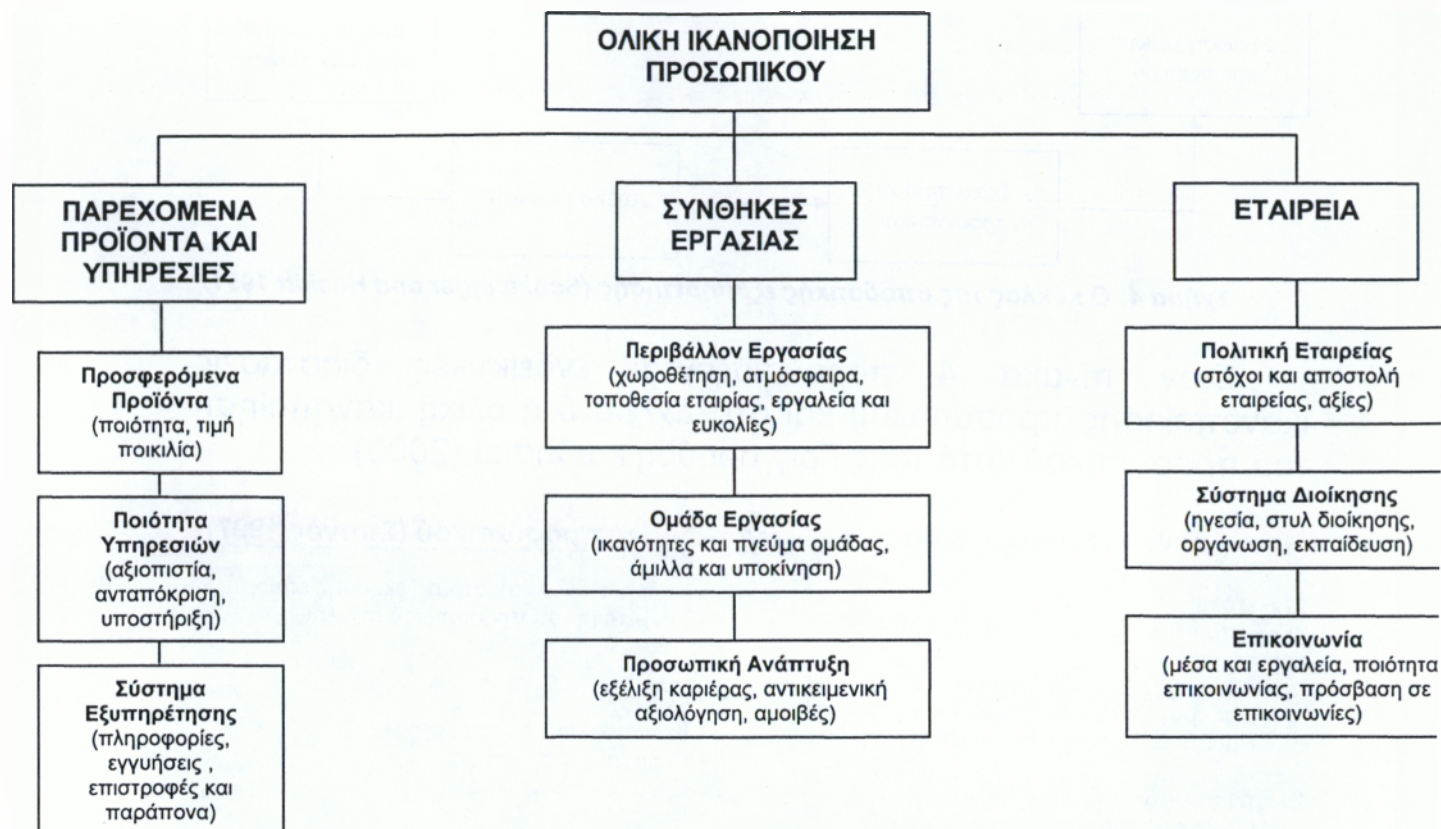 ΟΛΙΚΗ ΙΚΑΝΟΠΟΙΗΣΗ
ΠΡΟΣΩΠΙΚΟΥ
ΠΑΡΕΧΟΜΕΝΑ
ΠΡΟΪΟΝΤΑ ΚΑΙ
ΥΠΗΡΕΣΙΕΣ
Προσφερόμενα
Προϊόντα
(ποιότητα, τιμή
ποικιλία)
Ποιότητα
Υπηρεσιών
(αξιοπιστία,
ανταπόκριση,
υποστήριξη)
Σύστημα
Εξυπηρέτησης
(πληροφορίες,
εγγυήσεις ,
επιστροφές και
παράπονα)
ΣΥΝΘΗΚΕΣ
ΕΡΓΑΣΙΑΣ
Περιβάλλον Εργασίας
(χωροθέτηση, ατμόσφαιρα,
τοποθεσία εταιρίας, εργαλεία και
ευκολίες)
Ομάδα Εργασίας
(ικανότητες και πνεύμα ομάδας,
άμιλλα και υποκίνηση)
Προσωπική Ανάπτυξη
(εξέλιξη καριέρας, αντικειμενική
αξιολόγηση, αμοιβές)
ΕΤΑΙΡΕΙΑ
Πολιτική Εταιρείας
(στόχοι και αποστολή
εταιρείας, αξίες)
Σύστημα Διοίκησης
(ηγεσία, στυλ διοίκησης,
οργάνωση, εκπαίδευση)
Επικοινωνία
(μέσα και εργαλεία, ποιότητα
επικοινωνίας, πρόσβαση σε
επικοινωνίες)